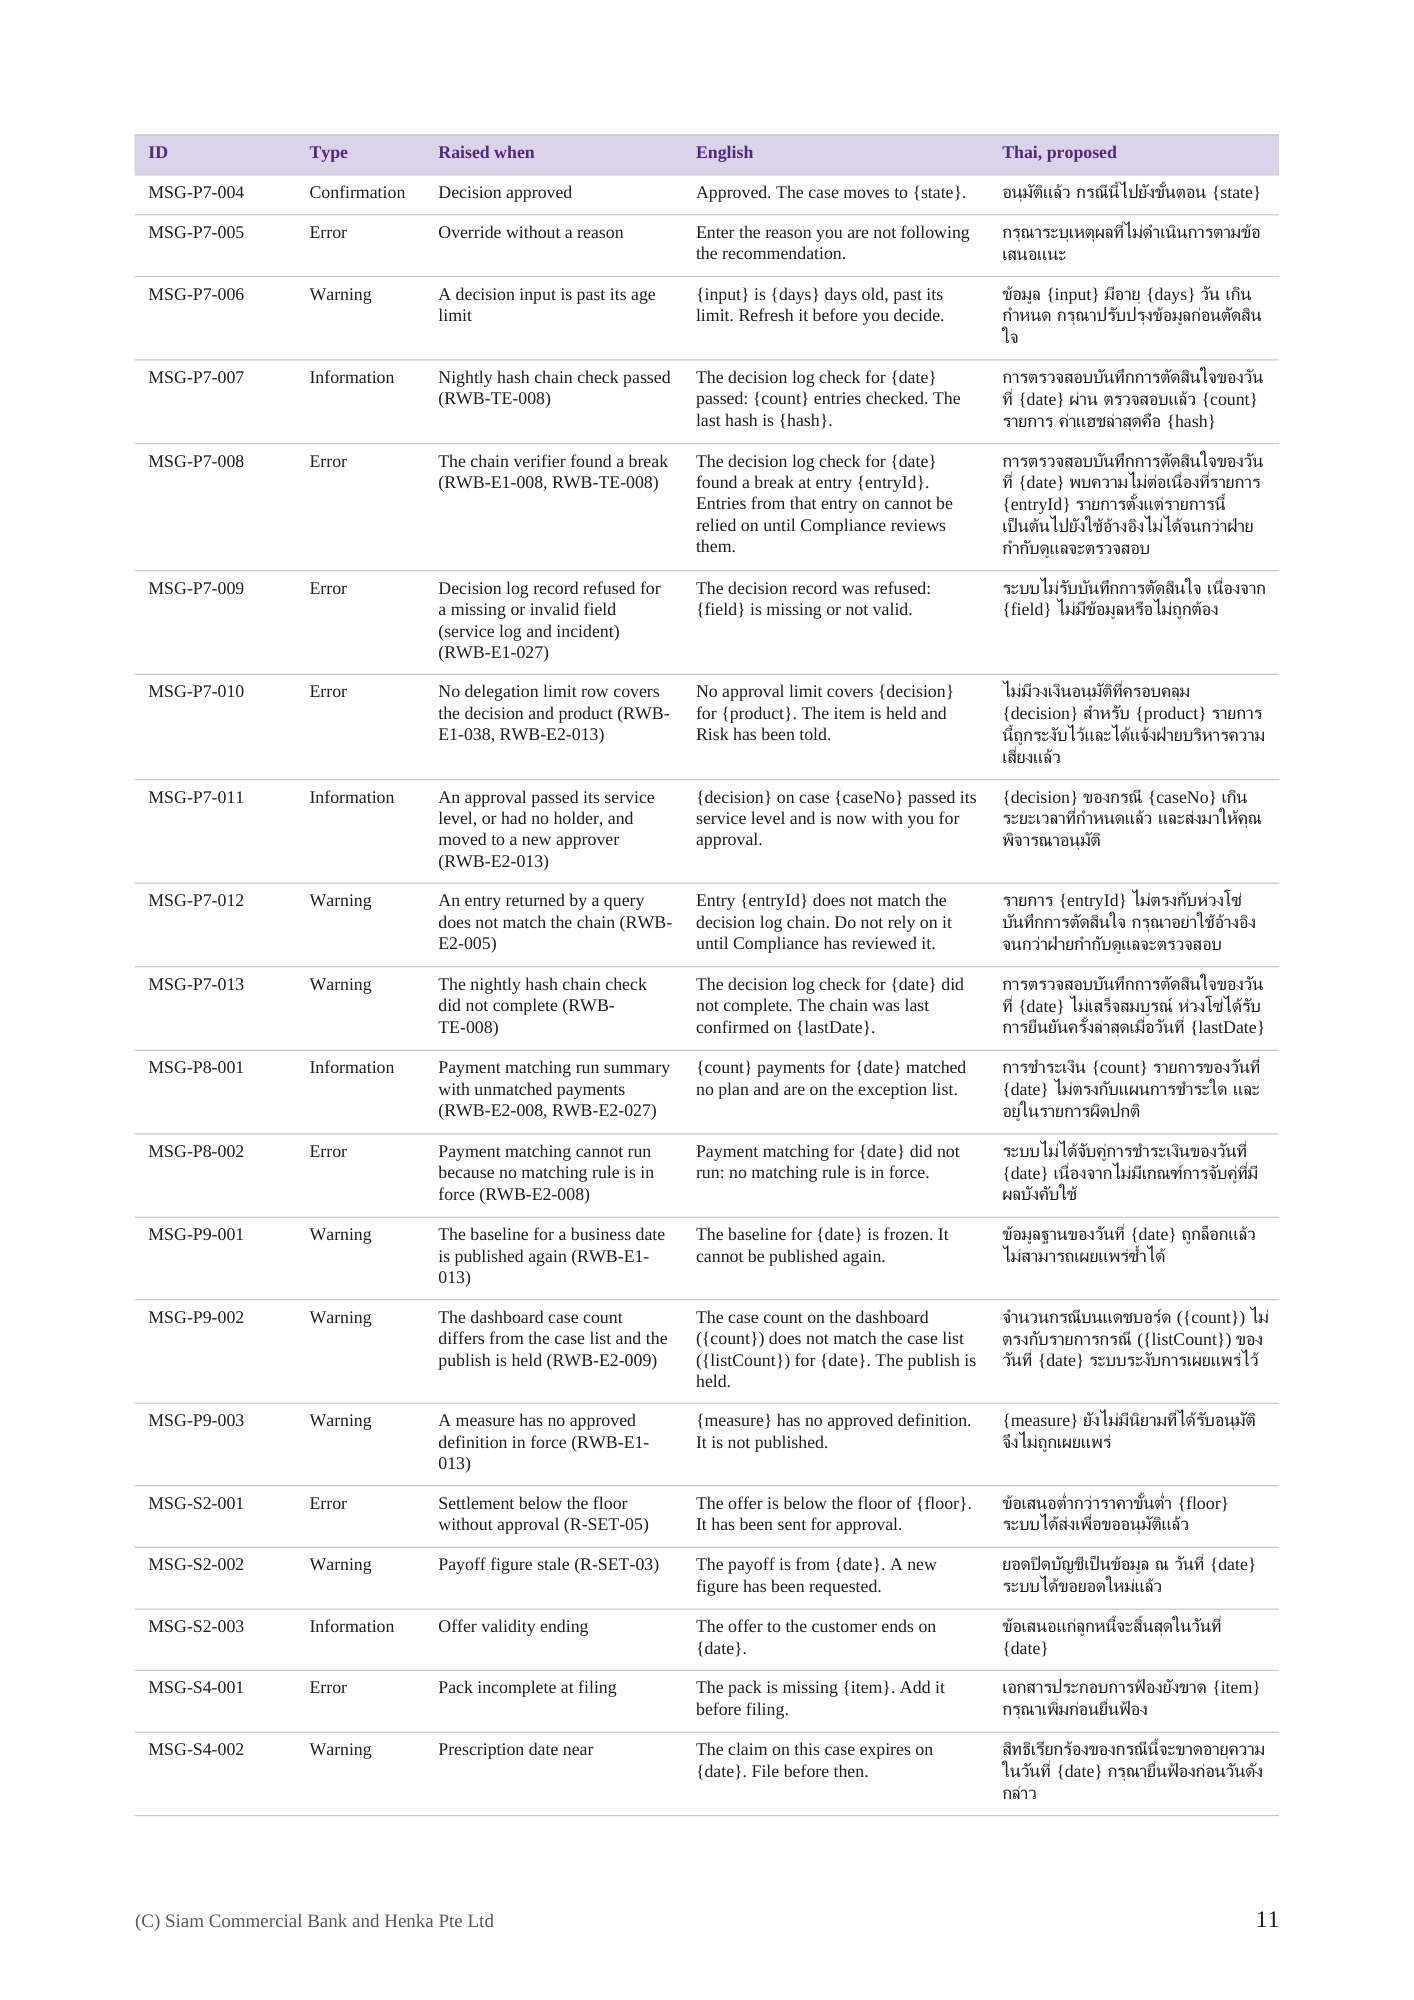 ID Type Raised when English Thai, proposed
MSG-P7-004 Confirmation Decision approved Approved. The case moves to {state}. อนุมัติแล้ว กรณีนี้ไปยังขั้นตอน {state}
MSG-P7-005 Error Override without a reason Enter the reason you are not following กรุณาระบุเหตุผลที่ไม่ดำเนินการตามข้อ
the recommendation. เสนอแนะ
MSG-P7-006 Warning A decision input is past its age {input} is {days} days old, past its ข้อมูล {input} มีอายุ {days} วัน เกิน
limit limit. Refresh it before you decide. กำหนด กรุณาปรับปรุงข้อมูลก่อนตัดสิน
ใจ
MSG-P7-007 Information Nightly hash chain check passed The decision log check for {date} การตรวจสอบบันทึกการตัดสินใจของวัน
(RWB-TE-008) passed: {count} entries checked. The ที่ {date} ผ่าน ตรวจสอบแล้ว {count}
last hash is {hash}. รายการ ค่าแฮชล่าสุดคือ {hash}
MSG-P7-008 Error The chain verifier found a break The decision log check for {date} การตรวจสอบบันทึกการตัดสินใจของวัน
(RWB-E1-008, RWB-TE-008) found a break at entry {entryId}. ที่ {date} พบความไม่ต่อเนื่องที่รายการ
Entries from that entry on cannot be {entryId} รายการตั้งแต่รายการนี้
relied on until Compliance reviews เป็นต้นไปยังใช้อ้างอิงไม่ได้จนกว่าฝ่าย
them. กำกับดูแลจะตรวจสอบ
MSG-P7-009 Error Decision log record refused for The decision record was refused: ระบบไม่รับบันทึกการตัดสินใจ เนื่องจาก
a missing or invalid field {field} is missing or not valid. {field} ไม่มีข้อมูลหรือไม่ถูกต้อง
(service log and incident)
(RWB-E1-027)
MSG-P7-010 Error No delegation limit row covers No approval limit covers {decision} ไม่มีวงเงินอนุมัติที่ครอบคลุม
the decision and product (RWB- for {product}. The item is held and {decision} สำหรับ {product} รายการ
E1-038, RWB-E2-013) Risk has been told. นี้ถูกระงับไว้และได้แจ้งฝ่ายบริหารความ
เสี่ยงแล้ว
MSG-P7-011 Information An approval passed its service {decision} on case {caseNo} passed its {decision} ของกรณี {caseNo} เกิน
level, or had no holder, and service level and is now with you for ระยะเวลาที่กำหนดแล้ว และส่งมาให้คุณ
moved to a new approver approval. พิจารณาอนุมัติ
(RWB-E2-013)
MSG-P7-012 Warning An entry returned by a query Entry {entryId} does not match the รายการ {entryId} ไม่ตรงกับห่วงโซ่
does not match the chain (RWB- decision log chain. Do not rely on it บันทึกการตัดสินใจ กรุณาอย่าใช้อ้างอิง
E2-005) until Compliance has reviewed it. จนกว่าฝ่ายกำกับดูแลจะตรวจสอบ
MSG-P7-013 Warning The nightly hash chain check The decision log check for {date} did การตรวจสอบบันทึกการตัดสินใจของวัน
did not complete (RWB- not complete. The chain was last ที่ {date} ไม่เสร็จสมบูรณ์ ห่วงโซ่ได้รับ
TE-008) confirmed on {lastDate}. การยืนยันครั้งล่าสุดเมื่อวันที่ {lastDate}
MSG-P8-001 Information Payment matching run summary {count} payments for {date} matched การชำระเงิน {count} รายการของวันที่
with unmatched payments no plan and are on the exception list. {date} ไม่ตรงกับแผนการชำระใด และ
(RWB-E2-008, RWB-E2-027) อยู่ในรายการผิดปกติ
MSG-P8-002 Error Payment matching cannot run Payment matching for {date} did not ระบบไม่ได้จับคู่การชำระเงินของวันที่
because no matching rule is in run: no matching rule is in force. {date} เนื่องจากไม่มีเกณฑ์การจับคู่ที่มี
force (RWB-E2-008) ผลบังคับใช้
MSG-P9-001 Warning The baseline for a business date The baseline for {date} is frozen. It ข้อมูลฐานของวันที่ {date} ถูกล็อกแล้ว
is published again (RWB-E1- cannot be published again. ไม่สามารถเผยแพร่ซ้ำได้
013)
MSG-P9-002 Warning The dashboard case count The case count on the dashboard จำนวนกรณีบนแดชบอร์ด ({count}) ไม่
differs from the case list and the ({count}) does not match the case list ตรงกับรายการกรณี ({listCount}) ของ
publish is held (RWB-E2-009) ({listCount}) for {date}. The publish is วันที่ {date} ระบบระงับการเผยแพร่ไว้
held.
MSG-P9-003 Warning A measure has no approved {measure} has no approved definition. {measure} ยังไม่มีนิยามที่ได้รับอนุมัติ
definition in force (RWB-E1- It is not published. จึงไม่ถูกเผยแพร่
013)
MSG-S2-001 Error Settlement below the floor The offer is below the floor of {floor}. ข้อเสนอต่ำกว่าราคาขั้นต่ำ {floor}
without approval (R-SET-05) It has been sent for approval. ระบบได้ส่งเพื่อขออนุมัติแล้ว
MSG-S2-002 Warning Payoff figure stale (R-SET-03) The payoff is from {date}. A new ยอดปิดบัญชีเป็นข้อมูล ณ วันที่ {date}
figure has been requested. ระบบได้ขอยอดใหม่แล้ว
MSG-S2-003 Information Offer validity ending The offer to the customer ends on ข้อเสนอแก่ลูกหนี้จะสิ้นสุดในวันที่
{date}. {date}
MSG-S4-001 Error Pack incomplete at filing The pack is missing {item}. Add it เอกสารประกอบการฟ้องยังขาด {item}
before filing. กรุณาเพิ่มก่อนยื่นฟ้อง
MSG-S4-002 Warning Prescription date near The claim on this case expires on สิทธิเรียกร้องของกรณีนี้จะขาดอายุความ
{date}. File before then. ในวันที่ {date} กรุณายื่นฟ้องก่อนวันดัง
กล่าว
(C) Siam Commercial Bank and Henka Pte Ltd 11